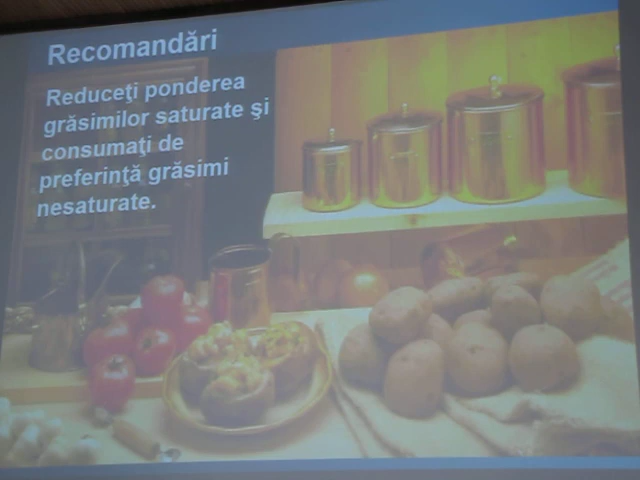 Recomandări
Reduceţi ponderea
grăsimilor saturate şi
consumaţi de
preferinţă grăsimi
nesaturate.